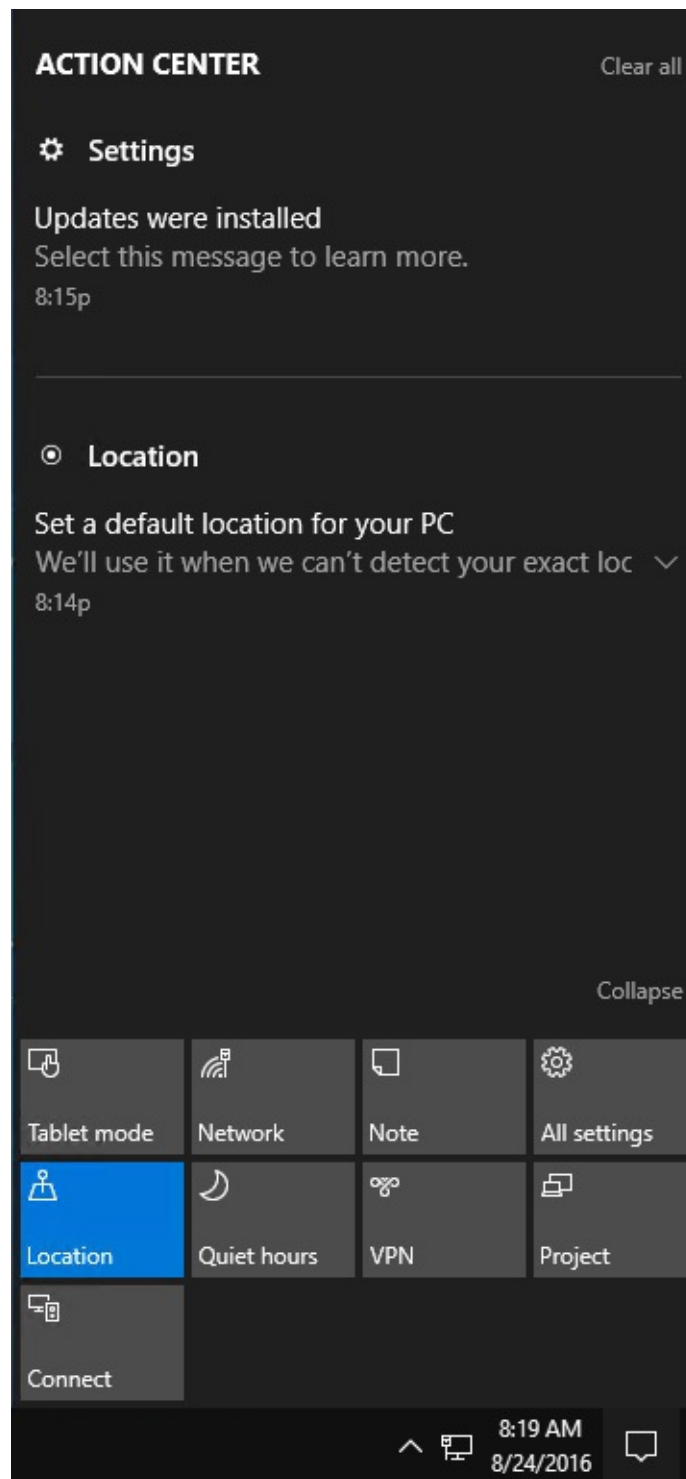 ACTION CENTER
Clear all
Settings
Updates were installed
Select this message to learn more.
8:15p
Location
Set a default location for your PC
We'll use it when we can't detect your exact loc
8:14p
Collapse
Tablet mode
Network
Note
All settings
Location
Quiet hours
VPN
Project
Connect
8:19 AM
8/24/2016